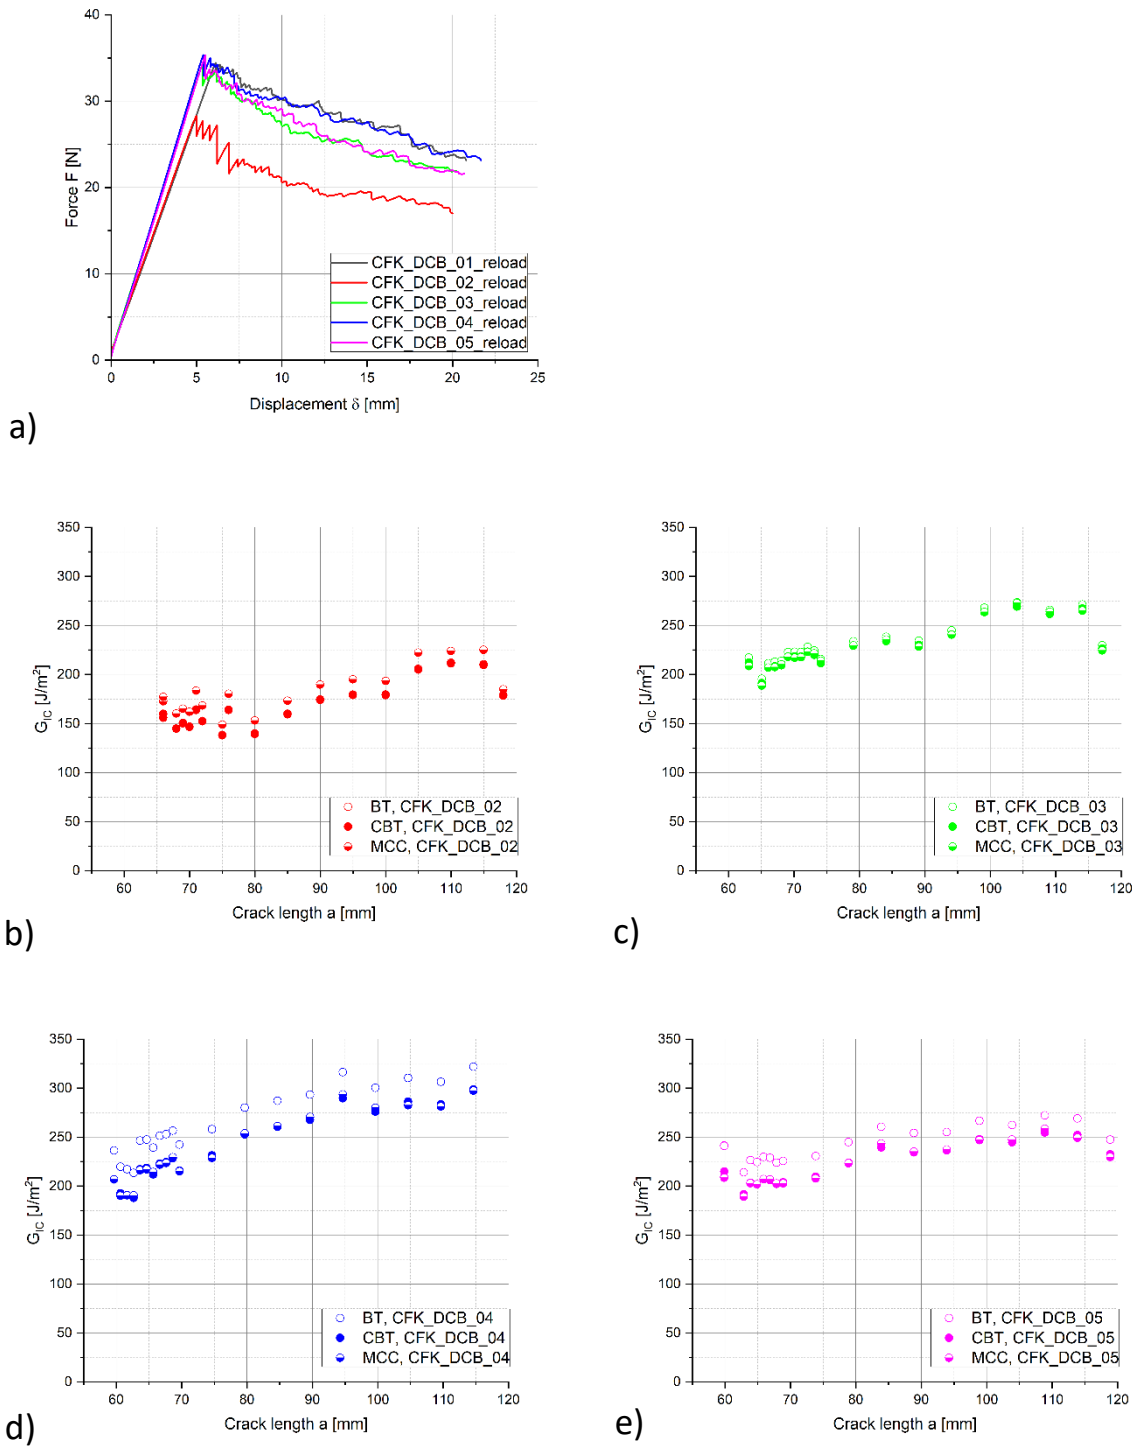 40
30
20
10
0
Force F [N]
CFK_DCB_01_reload
CFK_DCB_02_reload
CFK_DCB_03_reload
CFK_DCB_04_reload
CFK_DCB_05_reload
0 5 10 15 20 25
Displacement δ [mm]
a)
350
300
250
200
150
100
50
0
G_IC [J/m²]
BT, CFK_DCB_02
CBT, CFK_DCB_02
MCC, CFK_DCB_02
60 70 80 90 100 110 120
Crack length a [mm]
b)
350
300
250
200
150
100
50
0
G_IC [J/m²]
BT, CFK_DCB_03
CBT, CFK_DCB_03
MCC, CFK_DCB_03
60 70 80 90 100 110 120
Crack length a [mm]
c)
350
300
250
200
150
100
50
0
G_IC [J/m²]
BT, CFK_DCB_04
CBT, CFK_DCB_04
MCC, CFK_DCB_04
60 70 80 90 100 110 120
Crack length a [mm]
d)
350
300
250
200
150
100
50
0
G_IC [J/m²]
BT, CFK_DCB_05
CBT, CFK_DCB_05
MCC, CFK_DCB_05
60 70 80 90 100 110 120
Crack length a [mm]
e)